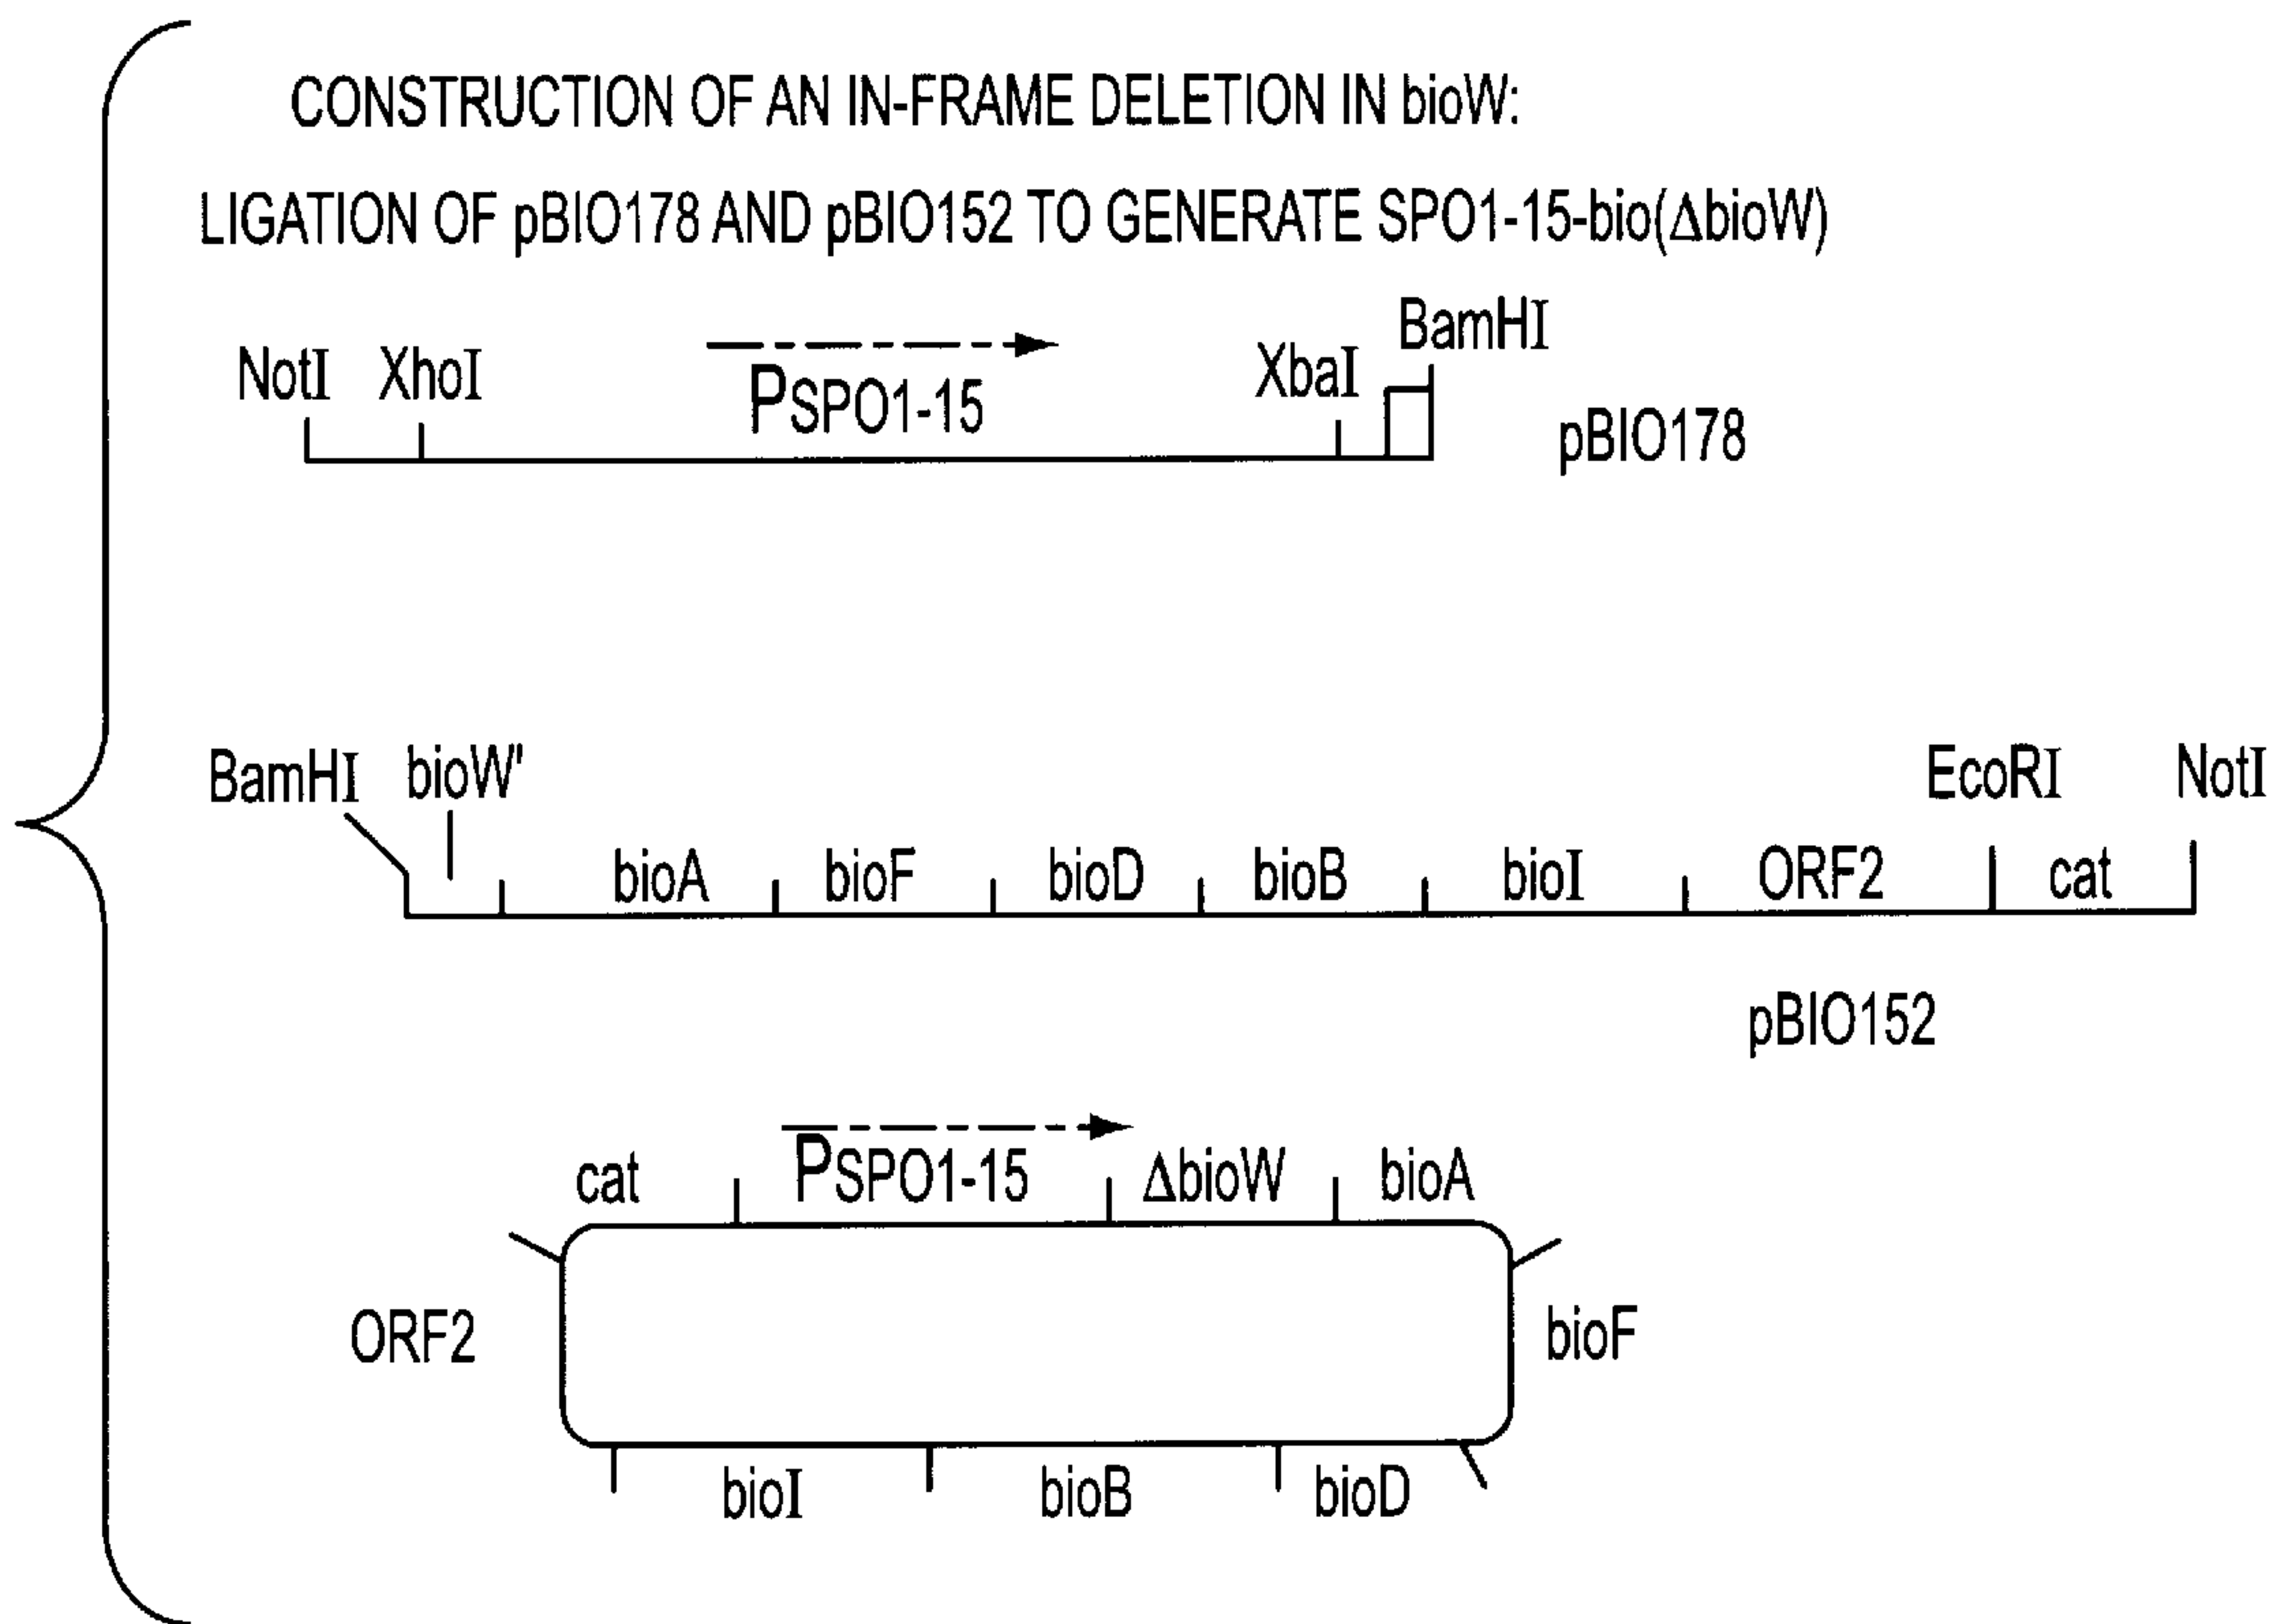 CONSTRUCTION OF AN IN-FRAME DELETION IN bioW:
LIGATION OF pBIO178 AND pBIO152 TO GENERATE SPO1-15-bio(ΔbioW)
NotI XhoI PSPO1-15 XbaI BamHI
pBIO178
BamHI bioW' EcoRI NotI
bioA bioF bioD bioB bioI ORF2 cat
pBIO152
cat PSPO1-15 ΔbioW bioA
ORF2 bioF
bioI bioB bioD